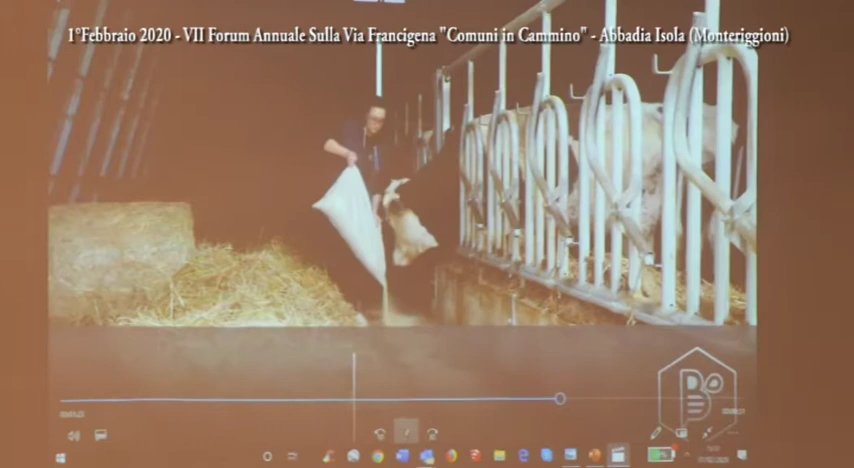 1°Febbraio 2020 - VII Forum Annuale Sulla Via Francigena "Comuni in Cammino" - Abbadia Isola (Monteriggioni)